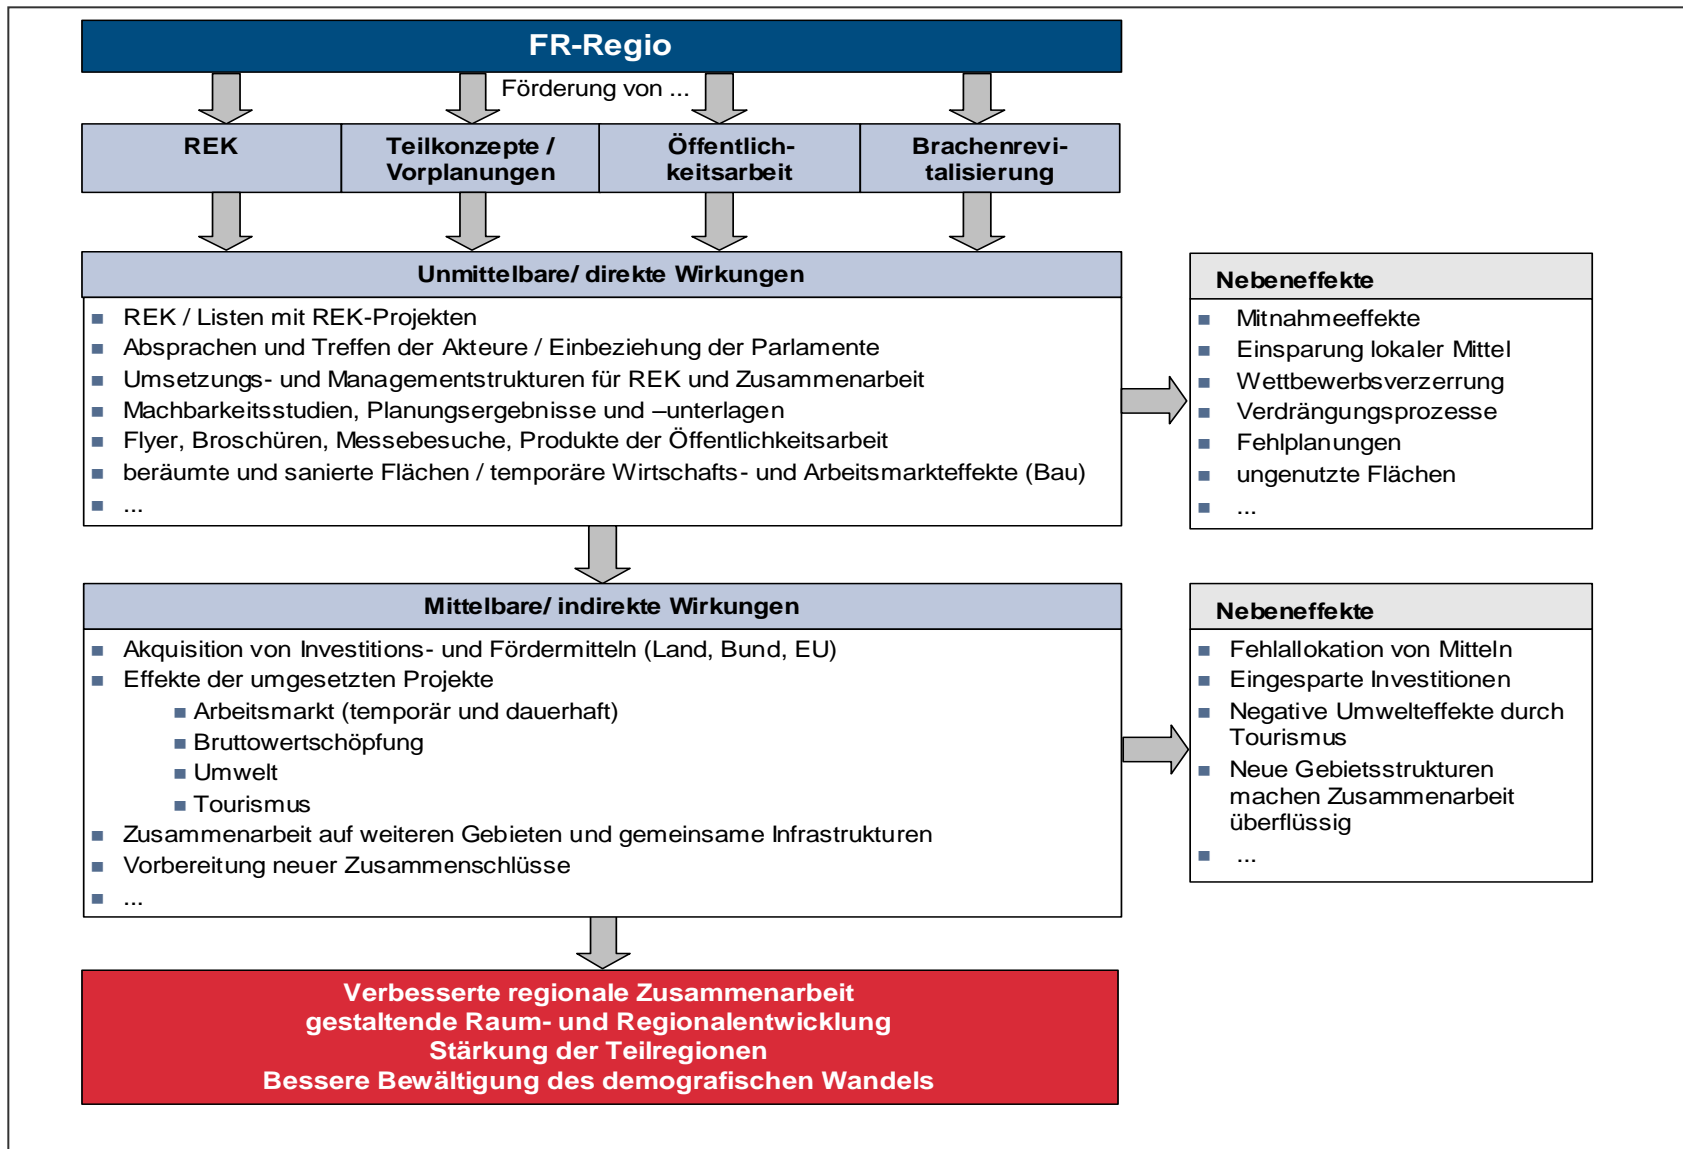 FR-Regio
Förderung von ...
REK
Teilkonzepte /
Vorplanungen
Öffentlich-
keitsarbeit
Brachenrevi-
talisierung
Unmittelbare/ direkte Wirkungen
REK / Listen mit REK-Projekten
Absprachen und Treffen der Akteure / Einbeziehung der Parlamente
Umsetzungs- und Managementstrukturen für REK und Zusammenarbeit
Machbarkeitsstudien, Planungsergebnisse und –unterlagen
Flyer, Broschüren, Messebesuche, Produkte der Öffentlichkeitsarbeit
beräumte und sanierte Flächen / temporäre Wirtschafts- und Arbeitsmarkteffekte (Bau)
...
Nebeneffekte
Mitnahmeeffekte
Einsparung lokaler Mittel
Wettbewerbsverzerrung
Verdrängungsprozesse
Fehlplanungen
ungenutzte Flächen
...
Mittelbare/ indirekte Wirkungen
Akquisition von Investitions- und Fördermitteln (Land, Bund, EU)
Effekte der umgesetzten Projekte
Arbeitsmarkt (temporär und dauerhaft)
Bruttowertschöpfung
Umwelt
Tourismus
Zusammenarbeit auf weiteren Gebieten und gemeinsame Infrastrukturen
Vorbereitung neuer Zusammenschlüsse
...
Nebeneffekte
Fehlallokation von Mitteln
Eingesparte Investitionen
Negative Umwelteffekte durch
Tourismus
Neue Gebietsstrukturen
machen Zusammenarbeit
überflüssig
...
Verbesserte regionale Zusammenarbeit
gestaltende Raum- und Regionalentwicklung
Stärkung der Teilregionen
Bessere Bewältigung des demografischen Wandels